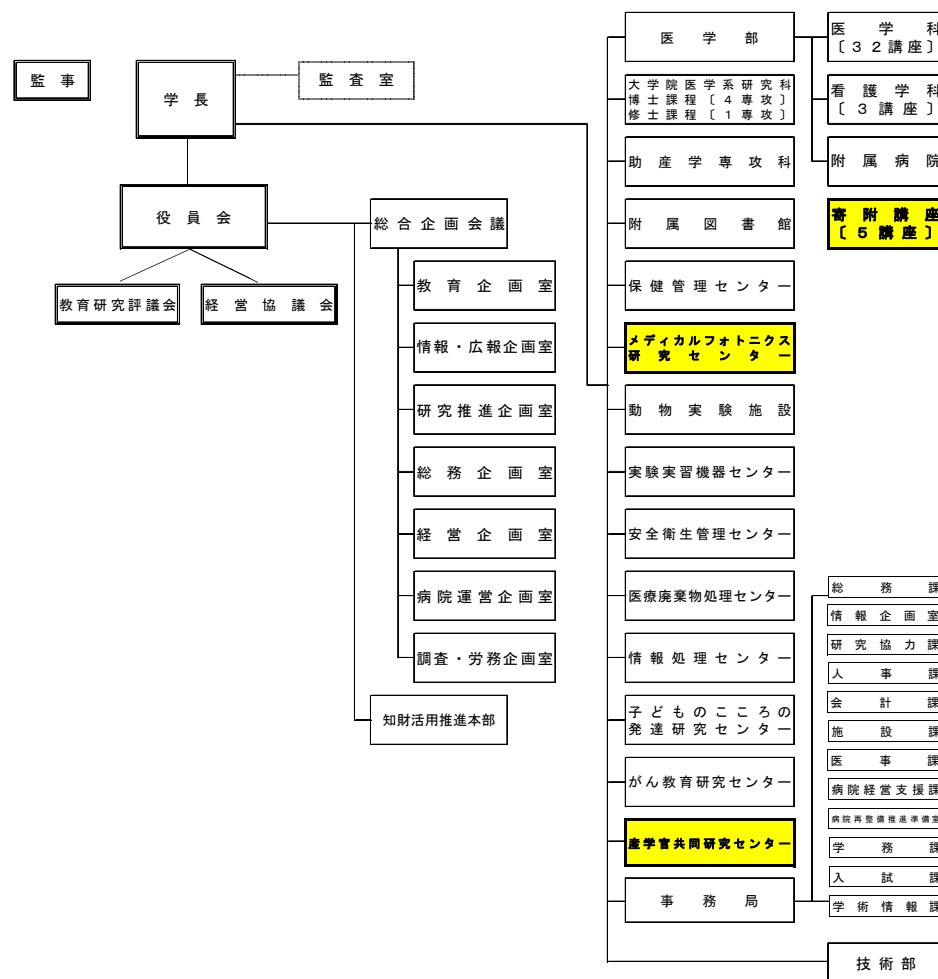 監事
学長
監査室
役員会
教育研究評議会
経営協議会
総合企画会議
教育企画室
情報・広報企画室
研究推進企画室
総務企画室
経営企画室
病院運営企画室
調査・労務企画室
知財活用推進本部
医学部
大学院医学系研究科
博士課程〔4専攻〕
修士課程〔1専攻〕
助産学専攻科
附属図書館
保健管理センター
メディカルフォトニクス
研究センター
動物実験施設
実験実習機器センター
安全衛生管理センター
医療廃棄物処理センター
情報処理センター
子どものこころの
発達研究センター
がん教育研究センター
産学官共同研究センター
事務局
医学科
〔32講座〕
看護学科
〔3講座〕
附属病院
寄附講座
〔5講座〕
総務課
情報企画室
研究協力課
人事課
会計課
施設課
医事課
病院経営支援課
病院再整備推進準備室
学務課
入試課
学術情報課
技術部